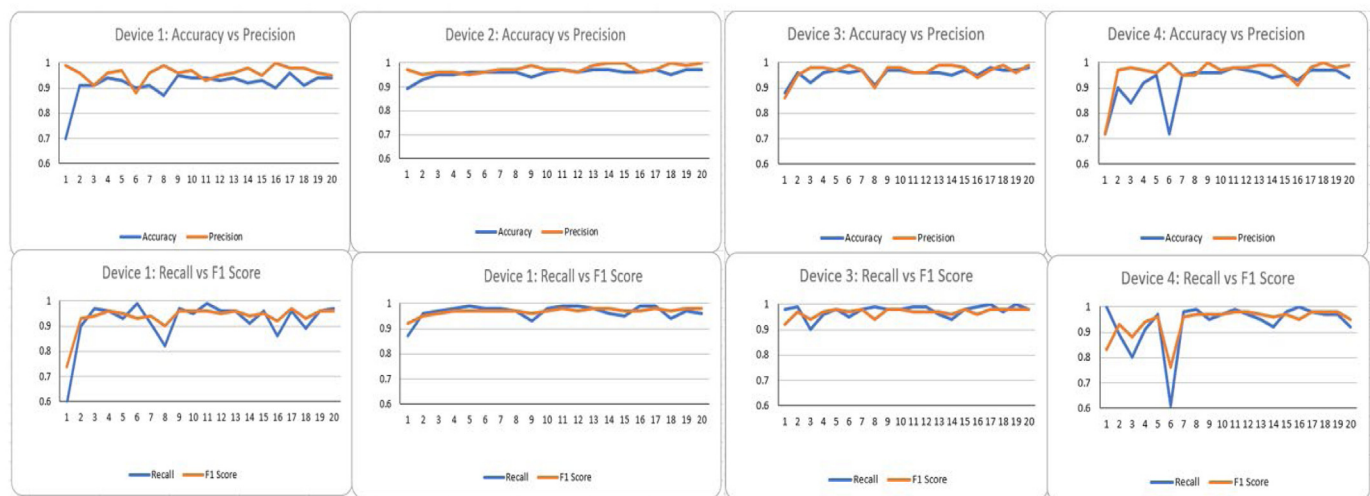 Device 1: Accuracy vs Precision
1
0.9
0.8
0.7
0.6
1 2 3 4 5 6 7 8 9 10 11 12 13 14 15 16 17 18 19 20
Accuracy Precision
Device 2: Accuracy vs Precision
1
0.9
0.8
0.7
0.6
1 2 3 4 5 6 7 8 9 10 11 12 13 14 15 16 17 18 19 20
Accuracy Precision
Device 3: Accuracy vs Precision
1
0.9
0.8
0.7
0.6
1 2 3 4 5 6 7 8 9 10 11 12 13 14 15 16 17 18 19 20
Accuracy Precision
Device 4: Accuracy vs Precision
1
0.9
0.8
0.7
0.6
1 2 3 4 5 6 7 8 9 10 11 12 13 14 15 16 17 18 19 20
Accuracy Precision
Device 1: Recall vs F1 Score
1
0.9
0.8
0.7
0.6
1 2 3 4 5 6 7 8 9 10 11 12 13 14 15 16 17 18 19 20
Recall F1 Score
Device 1: Recall vs F1 Score
1
0.9
0.8
0.7
0.6
1 2 3 4 5 6 7 8 9 10 11 12 13 14 15 16 17 18 19 20
Recall F1 Score
Device 3: Recall vs F1 Score
1
0.9
0.8
0.7
0.6
1 2 3 4 5 6 7 8 9 10 11 12 13 14 15 16 17 18 19 20
Recall F1 Score
Device 4: Recall vs F1 Score
1
0.9
0.8
0.7
0.6
1 2 3 4 5 6 7 8 9 10 11 12 13 14 15 16 17 18 19 20
Recall F1 Score